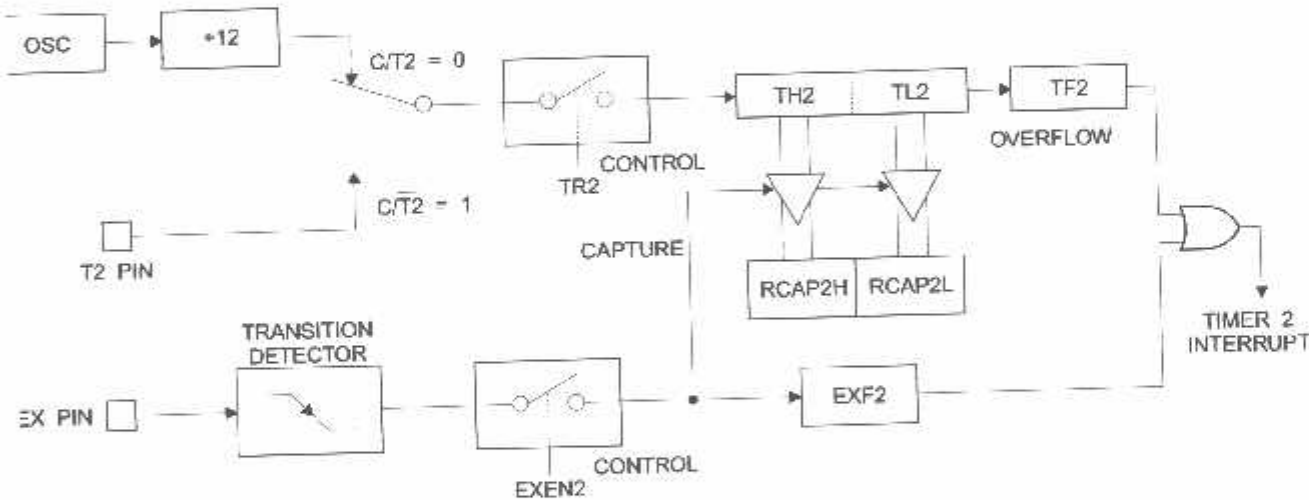 OSC
÷12
C/T2 = 0
TH2
TL2
TF2
OVERFLOW
CONTROL
TR2
C/T̅2 = 1
T2 PIN
CAPTURE
RCAP2H
RCAP2L
TIMER 2
INTERRUPT
TRANSITION
DETECTOR
EX PIN
EXF2
CONTROL
EXEN2